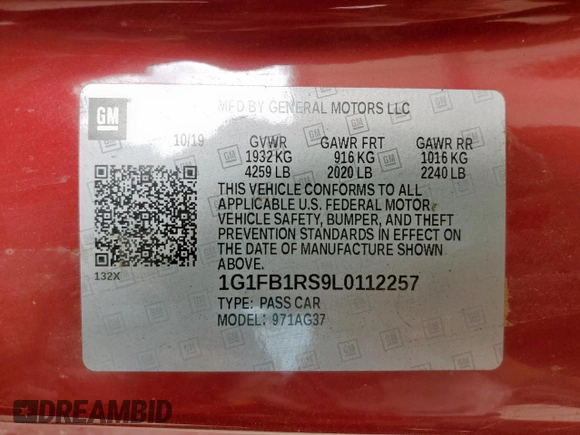 GM
MFD BY GENERAL MOTORS LLC
10/19 GVWR GAWR FRT GAWR RR
1932 KG 916 KG 1016 KG
4259 LB 2020 LB 2240 LB
THIS VEHICLE CONFORMS TO ALL
APPLICABLE U.S. FEDERAL MOTOR
VEHICLE SAFETY, BUMPER, AND THEFT
PREVENTION STANDARDS IN EFFECT ON
THE DATE OF MANUFACTURE SHOWN
ABOVE.
132X
1G1FB1RS9L0112257
TYPE: PASS CAR
MODEL: 971AG37
DREAMBID